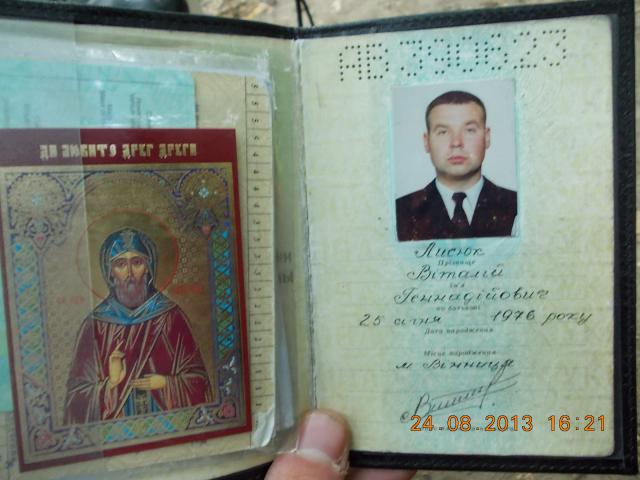 ДА ЛЮБИТЕ ДРУГ ДРУГА
АВ 390823
Лисюк
Прізвище
Віталій
Ім'я
Геннадійович
по батькові
25 січня 1976 року
Дата народження
Місце народження
м Вінниця
24.08.2013 16:21